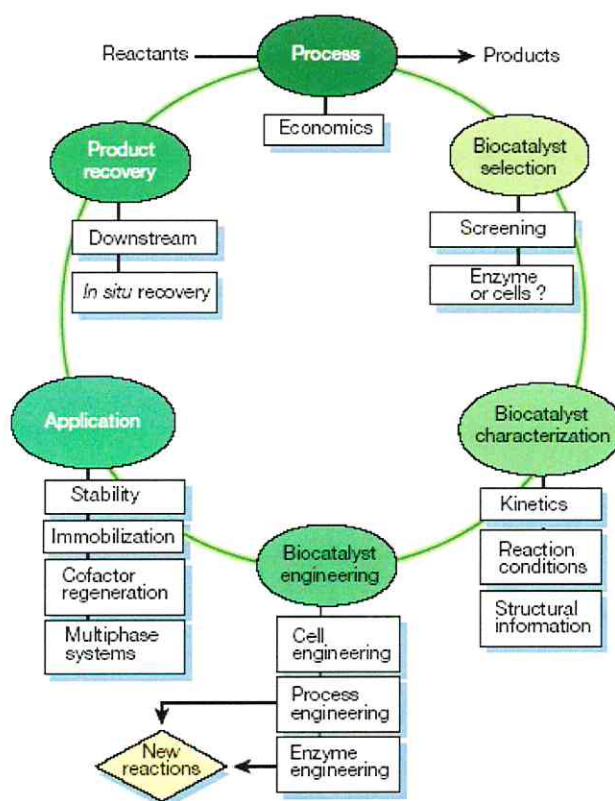 Reactants
Process
Products
Economics
Biocatalyst
selection
Screening
Enzyme
or cells ?
Biocatalyst
characterization
Kinetics
Reaction
conditions
Structural
information
Biocatalyst
engineering
Cell
engineering
Process
engineering
Enzyme
engineering
New
reactions
Application
Stability
Immobilization
Cofactor
regeneration
Multiphase
systems
Product
recovery
Downstream
In situ recovery